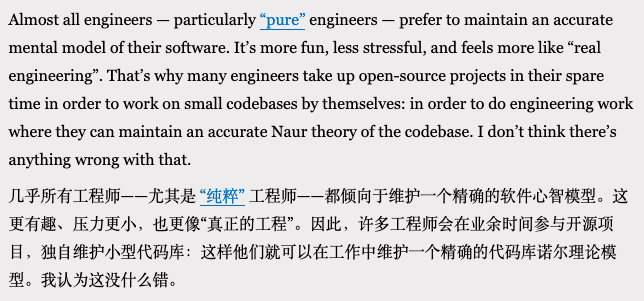 Almost all engineers — particularly “pure” engineers — prefer to maintain an accurate
mental model of their software. It’s more fun, less stressful, and feels more like “real
engineering”. That’s why many engineers take up open-source projects in their spare
time in order to work on small codebases by themselves: in order to do engineering work
where they can maintain an accurate Naur theory of the codebase. I don’t think there’s
anything wrong with that.
几乎所有工程师——尤其是 “纯粹” 工程师——都倾向于维护一个精确的软件心智模型。这
更有趣、压力更小，也更像“真正的工程”。因此，许多工程师会在业余时间参与开源项
目，独自维护小型代码库：这样他们就可以在工作中维护一个精确的代码库诺尔理论模
型。我认为这没什么错。